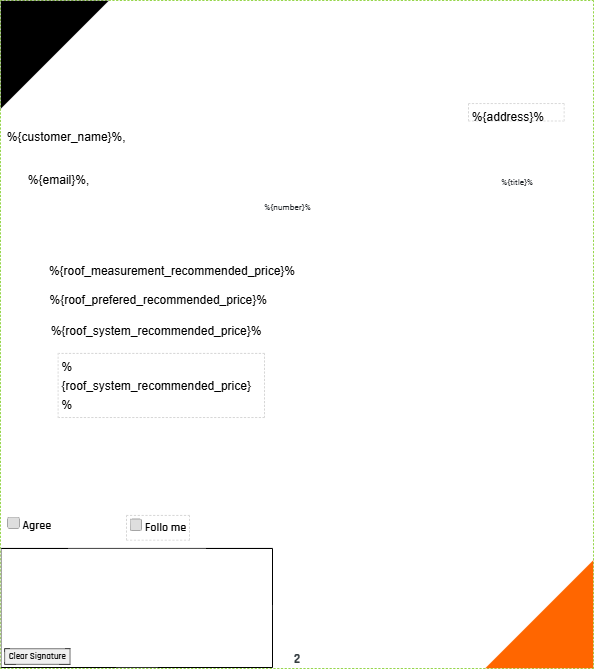 %{address}%
%{customer_name}%,
%{email}%,
%{title}%
%{number}%
%{roof_measurement_recommended_price}%
%{roof_prefered_recommended_price}%
%{roof_system_recommended_price}%
%
{roof_system_recommended_price}
%
Agree
Follo me
Clear Signature
2